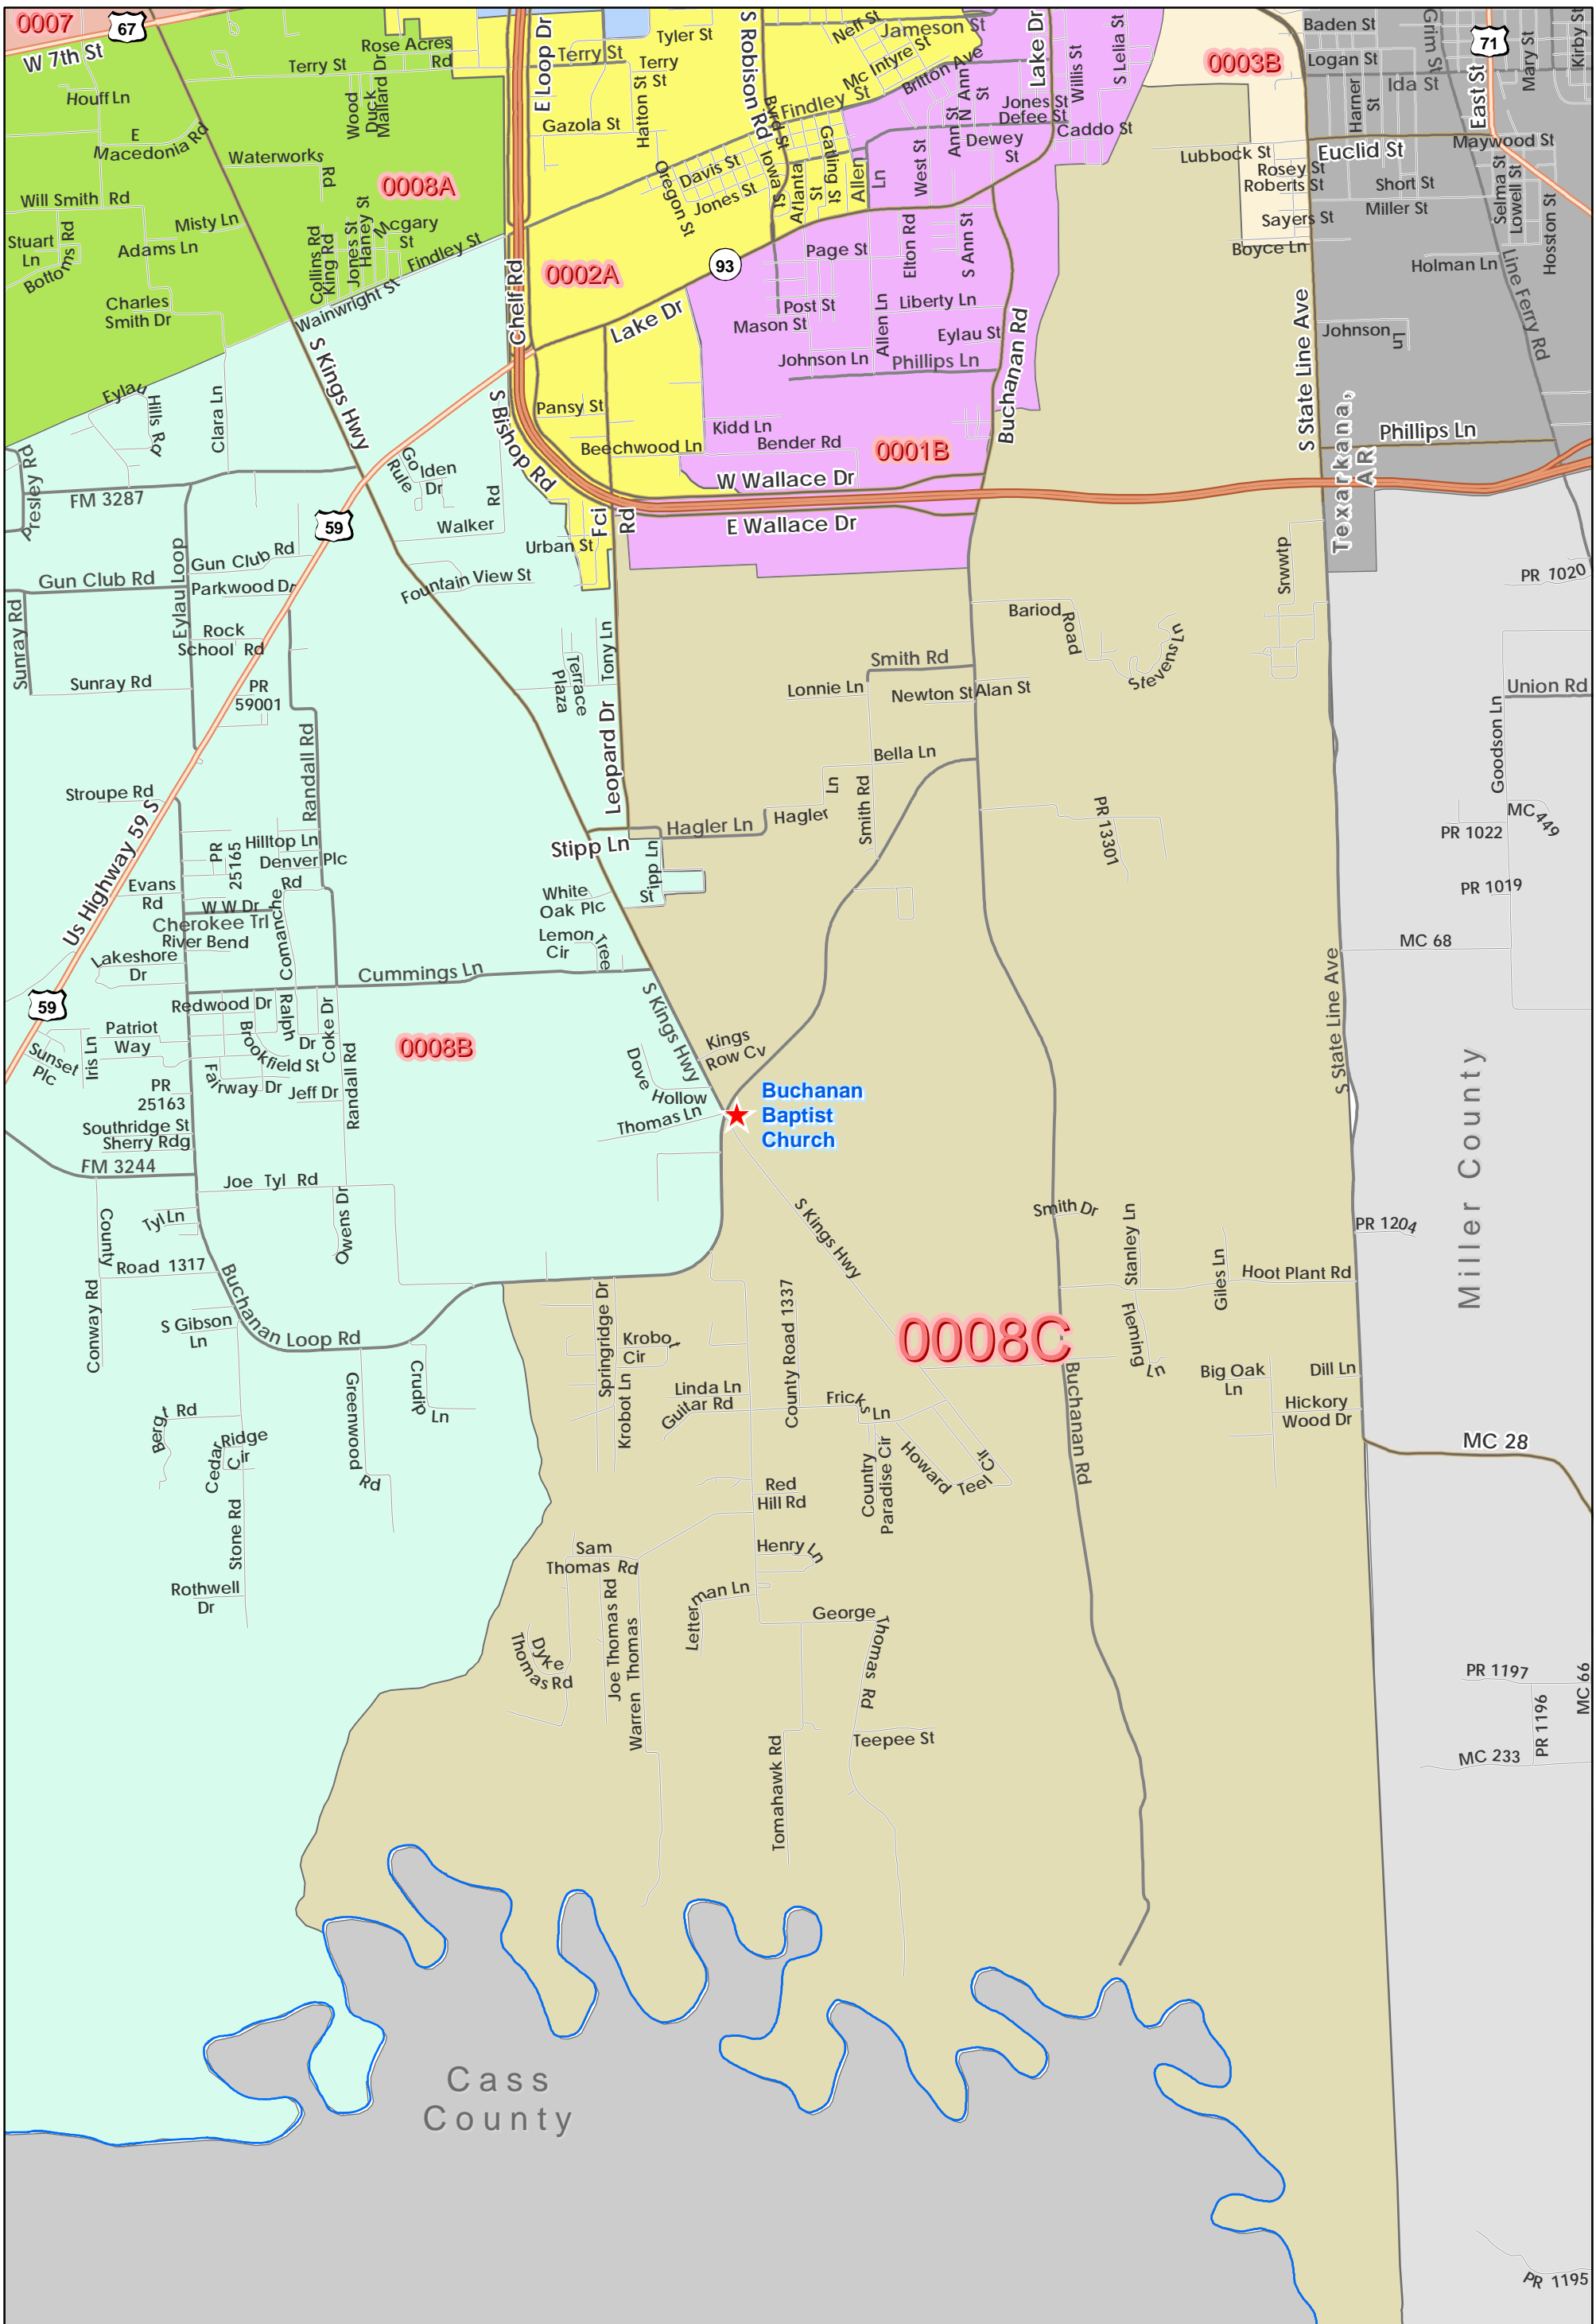 0007
67
W 7th St
Houff Ln
E
Macedonia Rd
Terry St
Rose Acres
Rd
Wood
Duck
Mallard Dr
Waterworks
Rd
0008A
Will Smith Rd
Stuart
Ln
Bottoms Rd
Misty Ln
Adams Ln
Charles
Smith Dr
Collins Rd
King Rd
Jones St
Haney St
Mcgary
St
Findley St
Wainwright St
S Kings Hwy
E Loop Dr
Terry St
Tyler St
Terry
St
Hatton St
Gazola St
S Robison Rd
Neff St
Jameson St
Mc Intyre St
Britton Ave
Findley St
Byrd St
Iowa St
Davis St
Jones St
Oregon St
Atlanta
St
Gatling St
Allen
Ln
West St
Ann St
N Ann
St
Jones St
Defee St
Dewey
St
Lake Dr
Willis St
S Lelia St
Caddo St
0002A
93
Lake Dr
Chelf Rd
Page St
Elton Rd
S Ann St
Post St
Mason St
Allen Ln
Liberty Ln
Eylau St
Johnson Ln
Phillips Ln
Buchanan Rd
Kidd Ln
Bender Rd
0001B
W Wallace Dr
E Wallace Dr
Pansy St
Beechwood Ln
S Bishop Rd
Fci
Rd
Urban St
0003B
Lubbock St
Rosey St
Roberts St
Sayers St
Boyce Ln
S State Line Ave
Baden St
Logan St
Ida St
Harner
St
Grim St
71
East St
Mary St
Kirby St
Euclid St
Maywood St
Short St
Miller St
Selma St
Lowell St
Hosston St
Holman Ln
Line Ferry Rd
Johnson
Ln
Phillips Ln
Texarkana,
AR
Eylau
Hills Rd
Clara Ln
Presley Rd
FM 3287
Golden
Rule
Dr
Rd
Walker
59
Gun Club Rd
Gun Club Rd
Parkwood Dr
Eylau Loop
Fountain View St
Sunray Rd
Rock
School Rd
Sunray Rd
PR
59001
Randall Rd
Terrace
Plaza
Tony Ln
Leopard Dr
Bariod
Road
Stevens Ln
Srwwtp
PR 1020
Smith Rd
Lonnie Ln
Newton St
Alan St
Union Rd
Goodson Ln
Bella Ln
Stroupe Rd
Us Highway 59 S
Hilltop Ln
PR
25165
Denver Plc
Rd
Stipp Ln
Hagler Ln
Hagler
Ln
Smith Rd
PR 13301
PR 1022
MC 449
Evans
Rd
W W Dr
Cherokee Trl
River Bend
Comanche
White
Oak Plc
St
ipp Ln
PR 1019
Lakeshore
Dr
Lemon
Cir
Tree
Cummings Ln
MC 68
59
Redwood Dr
Ralph
Dr
Coke Dr
Patriot
Way
Iris Ln
Sunset
Plc
Brookfield St
Fairway Dr
Jeff Dr
Randall Rd
0008B
S Kings Hwy
Kings
Row Cv
Dove
Hollow
Thomas Ln
Buchanan
Baptist
Church
S State Line Ave
Miller County
PR
25163
Southridge St
Sherry Rdg
FM 3244
Joe Tyl Rd
Tyl Ln
Owens Dr
County
Road 1317
Conway Rd
S Gibson
Ln
Buchanan Loop Rd
S Kings Hwy
Smith Dr
Stanley Ln
Giles Ln
Hoot Plant Rd
PR 1204
0008C
Springridge Dr
Krobot
Cir
Krobot Ln
Linda Ln
Guitar Rd
County Road 1337
Fricks
Ln
Fleming
Ln
Buchanan Rd
Big Oak
Ln
Dill Ln
Hickory
Wood Dr
MC 28
Crudip
Ln
Greenwood
Rd
Bergt Rd
Cedar
Ridge
Cir
Stone Rd
Rothwell
Dr
Country
Paradise Cir
Howard
Teel
Cir
Red
Hill Rd
Henry Ln
Sam
Thomas Rd
Letterman Ln
Joe Thomas Rd
Warren Thomas
Dyke
Thomas Rd
George
Thomas Rd
Teepee St
Tomahawk Rd
PR 1197
PR 1196
MC 66
MC 233
Cass
County
PR 1195